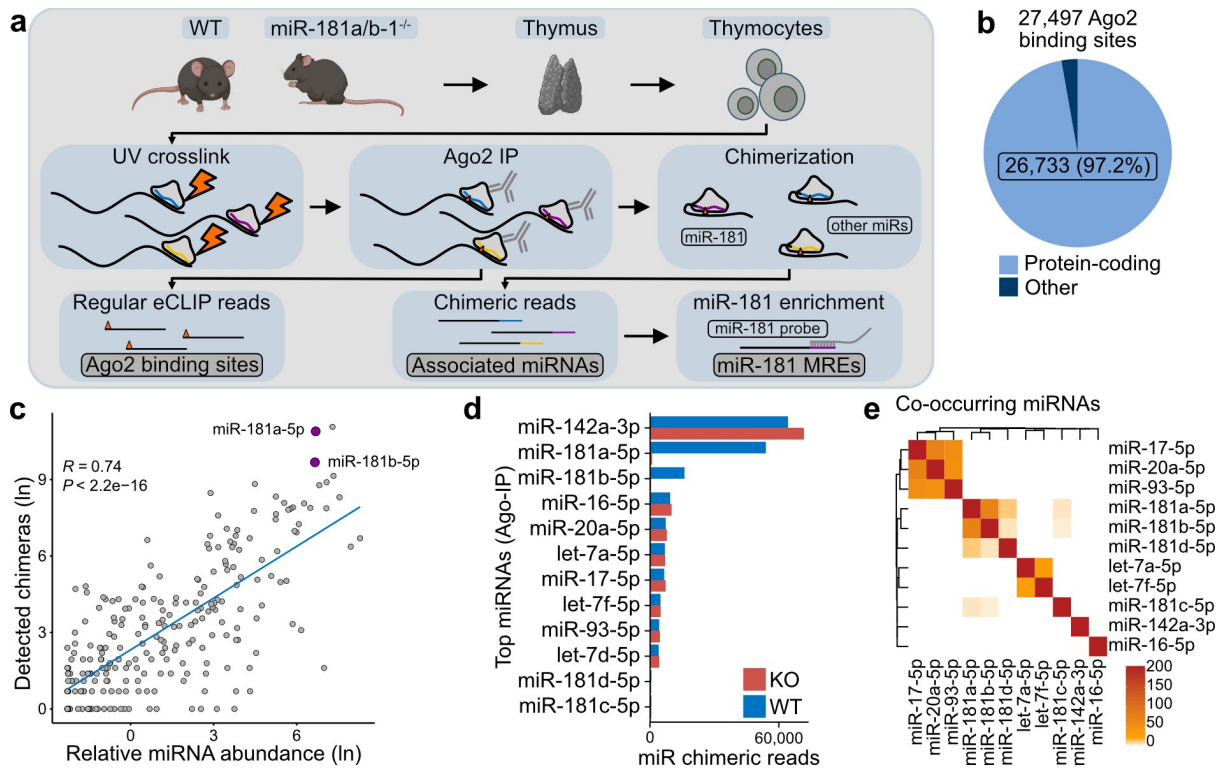 a
WT
miR-181a/b-1-/-
Thymus
Thymocytes
UV crosslink
Ago2 IP
Chimerization
miR-181
other miRs
Regular eCLIP reads
Ago2 binding sites
Chimeric reads
Associated miRNAs
miR-181 enrichment
miR-181 probe
miR-181 MREs
b
27,497 Ago2
binding sites
26,733 (97.2%)
Protein-coding
Other
c
miR-181a-5p
miR-181b-5p
R = 0.74
P < 2.2e−16
Detected chimeras (ln)
9
6
3
0
0
3
6
Relative miRNA abundance (ln)
d
Top miRNAs (Ago-IP)
miR-142a-3p
miR-181a-5p
miR-181b-5p
miR-16-5p
miR-20a-5p
let-7a-5p
miR-17-5p
let-7f-5p
miR-93-5p
let-7d-5p
miR-181d-5p
miR-181c-5p
KO
WT
0
60,000
miR chimeric reads
e
Co-occurring miRNAs
miR-17-5p
miR-20a-5p
miR-93-5p
miR-181a-5p
miR-181b-5p
miR-181d-5p
let-7a-5p
let-7f-5p
miR-181c-5p
miR-142a-3p
miR-16-5p
miR-17-5p
miR-20a-5p
miR-93-5p
miR-181a-5p
miR-181b-5p
miR-181d-5p
let-7a-5p
let-7f-5p
miR-181c-5p
miR-142a-3p
miR-16-5p
200
150
100
50
0